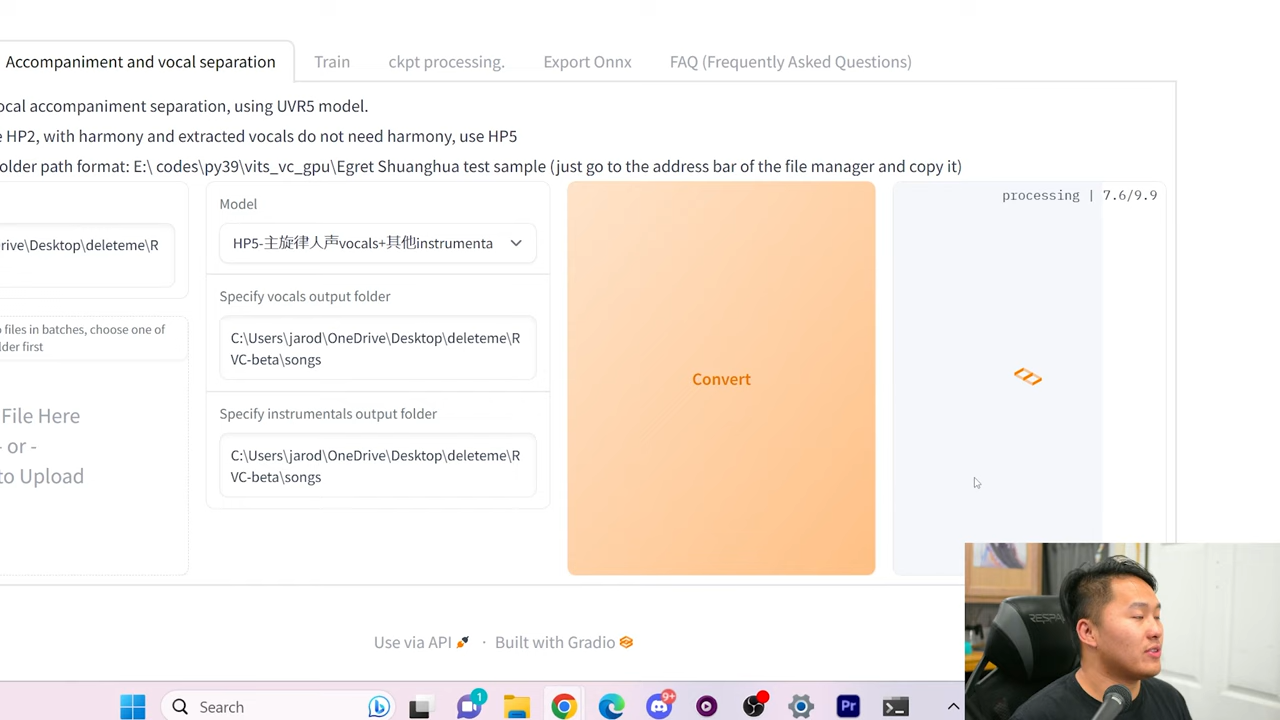 Accompaniment and vocal separation
Train
ckpt processing.
Export Onnx
FAQ (Frequently Asked Questions)
ocal accompaniment separation, using UVR5 model.
e HP2, with harmony and extracted vocals do not need harmony, use HP5
older path format: E:\ codes\py39\vits_vc_gpu\Egret Shuanghua test sample (just go to the address bar of the file manager and copy it)
rive\Desktop\deleteme\R
files in batches, choose one of
lder first
File Here
- or -
to Upload
Model
HP5-主旋律人声vocals+其他instrumenta
Specify vocals output folder
C:\Users\jarod\OneDrive\Desktop\deleteme\R
VC-beta\songs
Specify instrumentals output folder
C:\Users\jarod\OneDrive\Desktop\deleteme\R
VC-beta\songs
Convert
processing | 7.6/9.9
Use via API · Built with Gradio
Search
1
9+
Pr